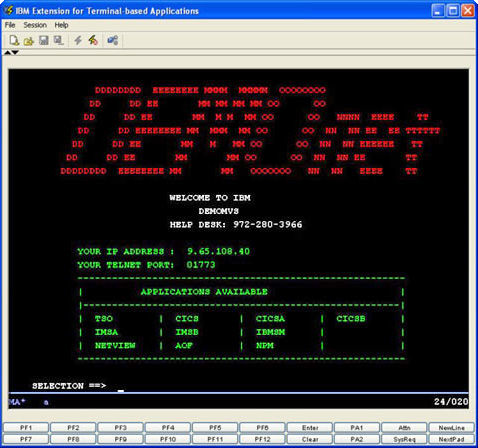 IBM Extension for Terminal-based Applications
File Session Help
DDDDDDDD EEEEEEEE MMMM MMMMM OOOOOOOO
DD DD EE MM MM MM MM OO OO
DD DD EE MM M M MM OO OO NNNN EEEE TT
DD DD EEEEEEEE MM MMM MM OO OO NN NN EE EE TTTTTT
DD DD EE MM M MM OO OO NN NN EEEEEE TT
DD DD EE MM MM OO OO NN NN EE TT
DDDDDDDD EEEEEEEE MM MM OOOOOOO NN NN EEEE TT
WELCOME TO IBM
DEMOMVS
HELP DESK: 972-280-3966
YOUR IP ADDRESS : 9.65.108.40
YOUR TELNET PORT: 01773
APPLICATIONS AVAILABLE
TSO | CICS | CICSA | CICSB
IMSA | IMSB | IBMSM |
NETVIEW | AOF | NPM |
SELECTION ==> _
MA* a 24/020
PF1 PF2 PF3 PF4 PF5 PF6 Enter PA1 Attn NewLine
PF7 PF8 PF9 PF10 PF11 PF12 Clear PA2 SysReq NextPad